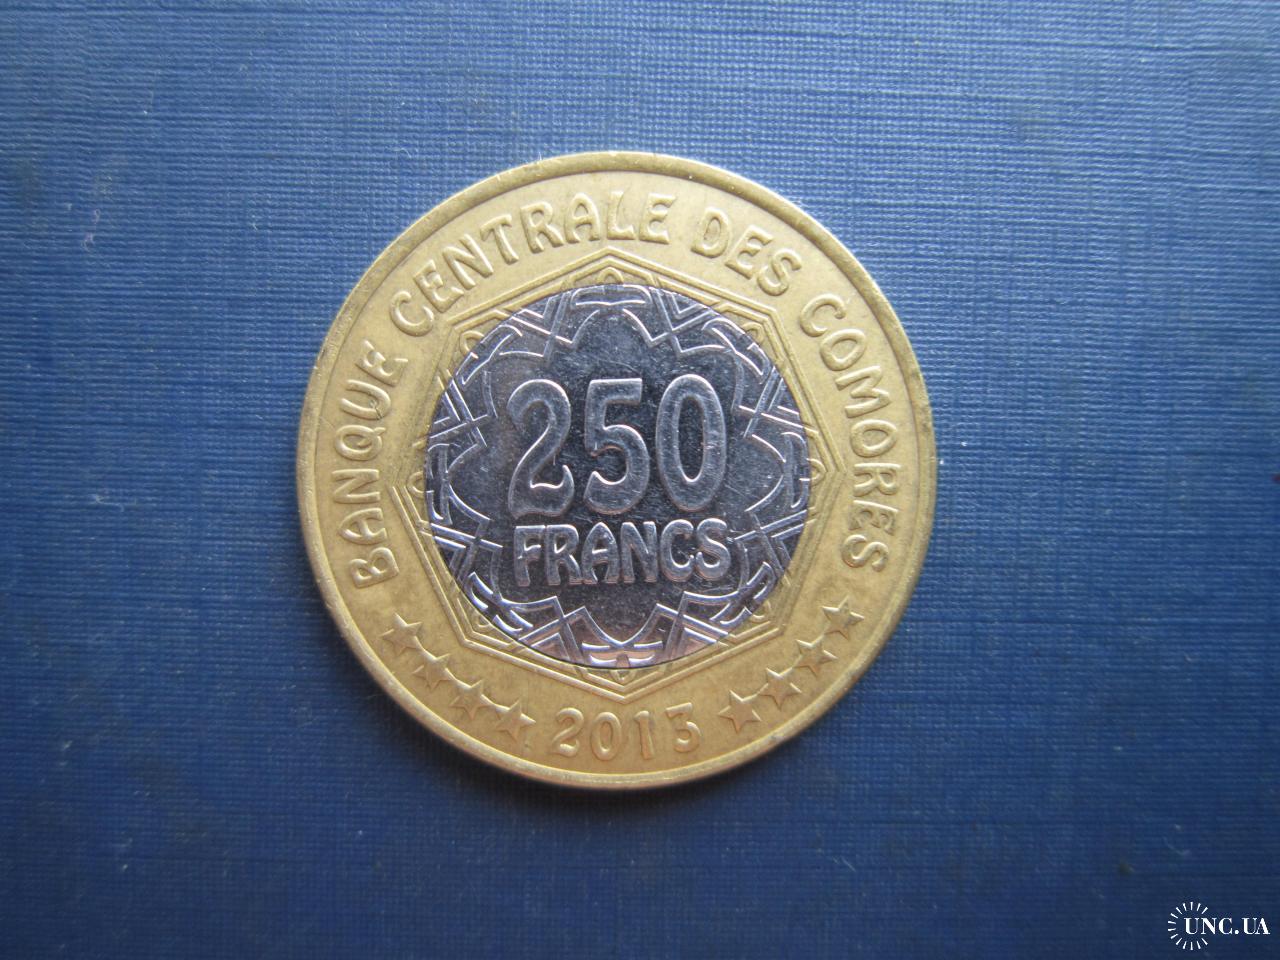 BANQUE CENTRALE DES COMORES
250
FRANCS
2013
UNC.UA